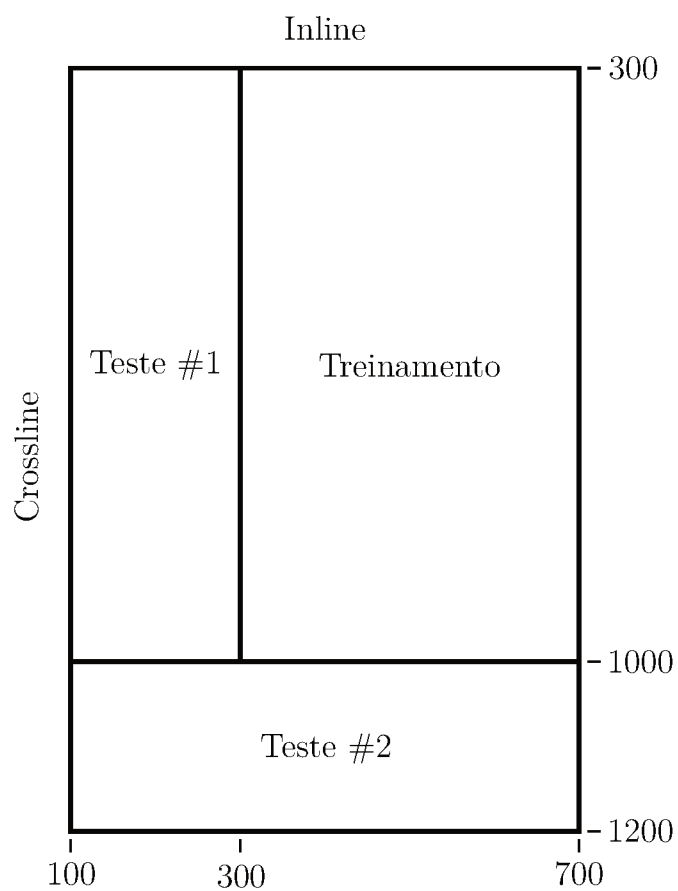 Inline
300
Teste #1
Treinamento
Crossline
1000
Teste #2
1200
100
300
700